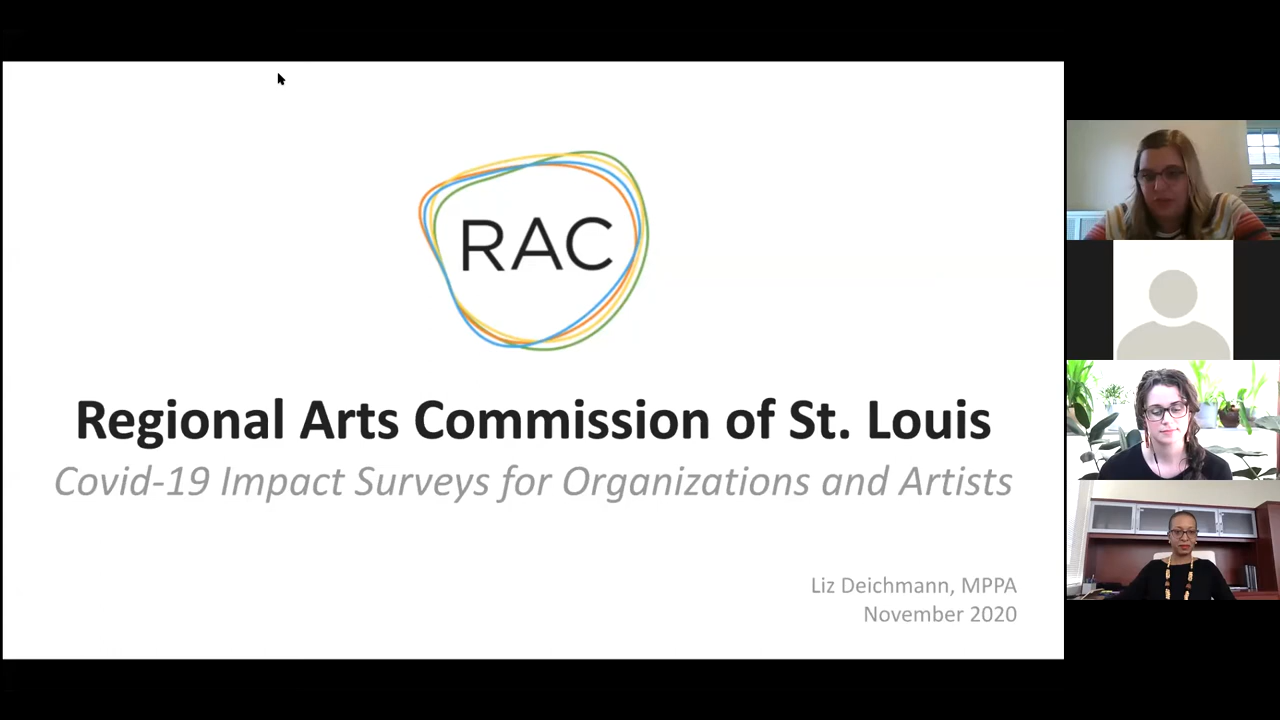 RAC
Regional Arts Commission of St. Louis
Covid-19 Impact Surveys for Organizations and Artists
Liz Deichmann, MPPA
November 2020